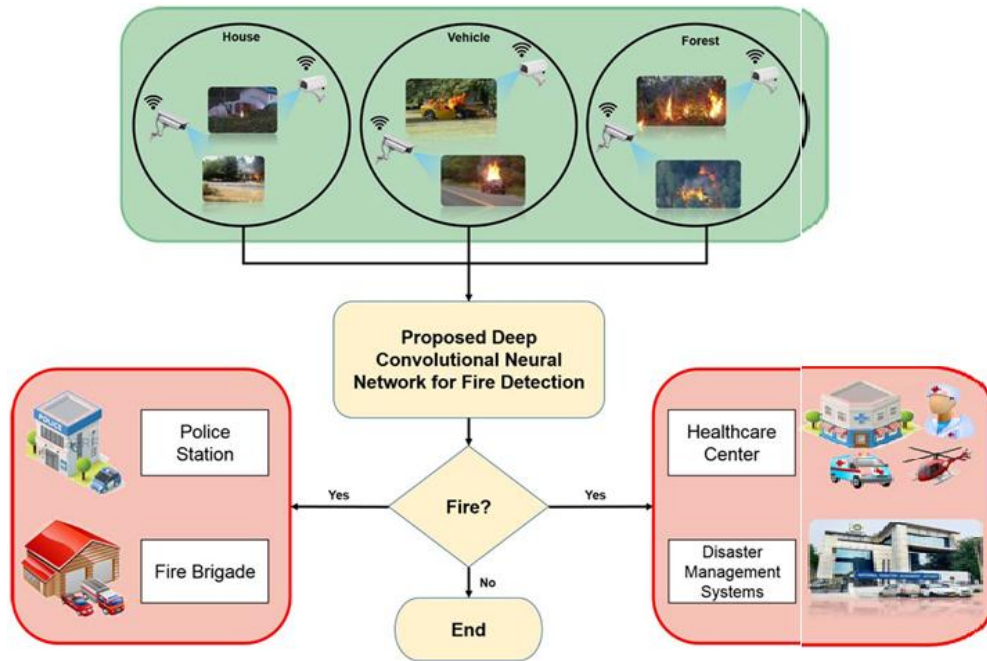 House
Vehicle
Forest
Proposed Deep
Convolutional Neural
Network for Fire Detection
POLICE
Police
Station
Yes
Fire?
Yes
Healthcare
Center
Fire Brigade
No
Disaster
Management
Systems
End